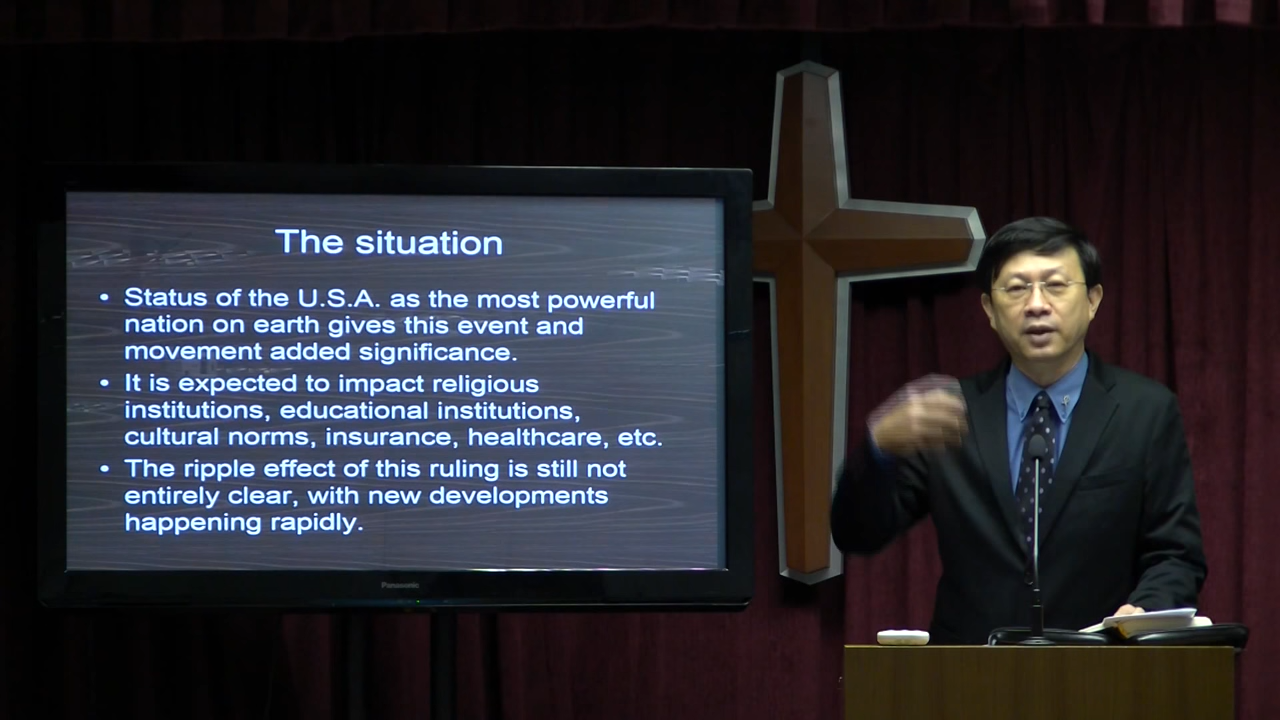 The situation
• Status of the U.S.A. as the most powerful
nation on earth gives this event and
movement added significance.
• It is expected to impact religious
institutions, educational institutions,
cultural norms, insurance, healthcare, etc.
• The ripple effect of this ruling is still not
entirely clear, with new developments
happening rapidly.
Panasonic